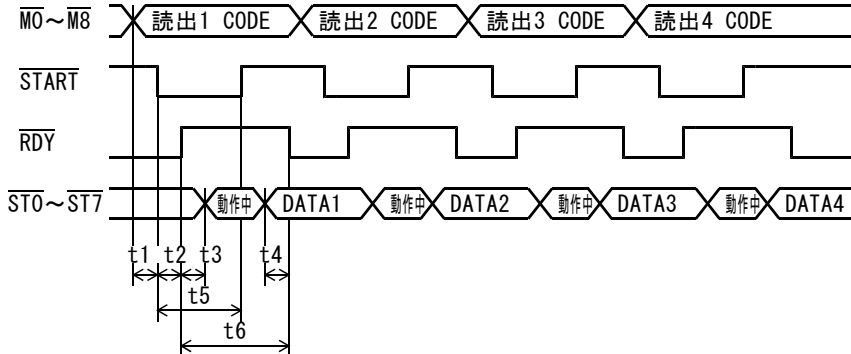 M0～M8 読出1 CODE 読出2 CODE 読出3 CODE 読出4 CODE
START
RDY
ST0～ST7 動作中 DATA1 動作中 DATA2 動作中 DATA3 動作中 DATA4
t1 t2 t3 t4
t5
t6